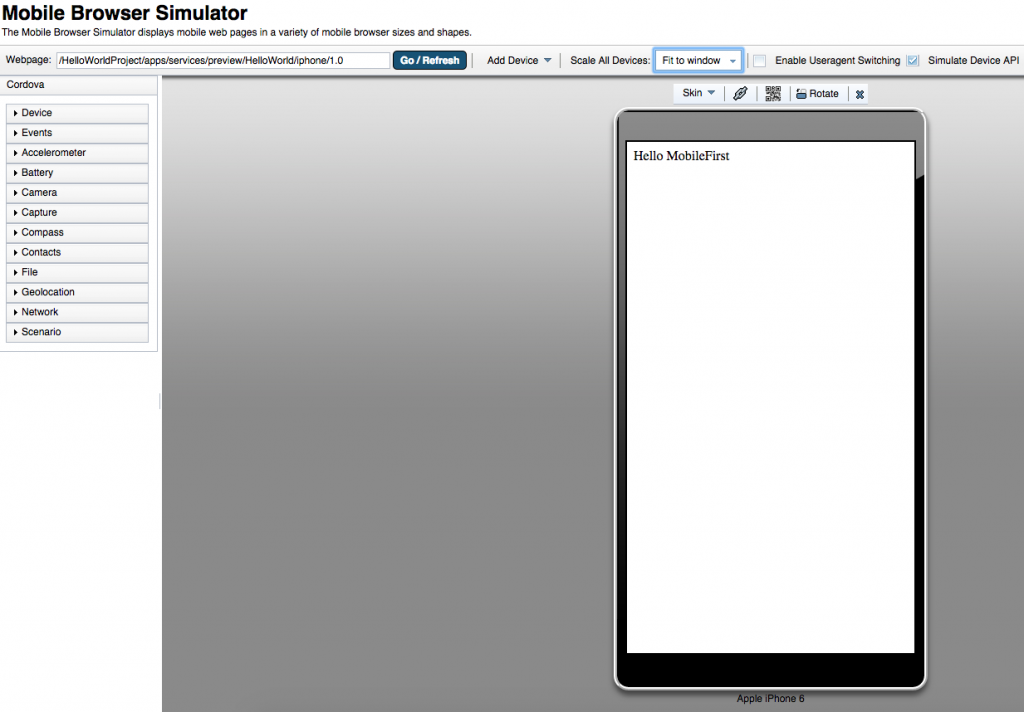 Mobile Browser Simulator
The Mobile Browser Simulator displays mobile web pages in a variety of mobile browser sizes and shapes.
Webpage: /HelloWorldProject/apps/services/preview/HelloWorld/iphone/1.0 Go / Refresh Add Device Scale All Devices: Fit to window Enable Useragent Switching Simulate Device API
Cordova
Skin Rotate
Device
Events
Accelerometer
Battery
Camera
Capture
Compass
Contacts
File
Geolocation
Network
Scenario
Hello MobileFirst
Apple iPhone 6